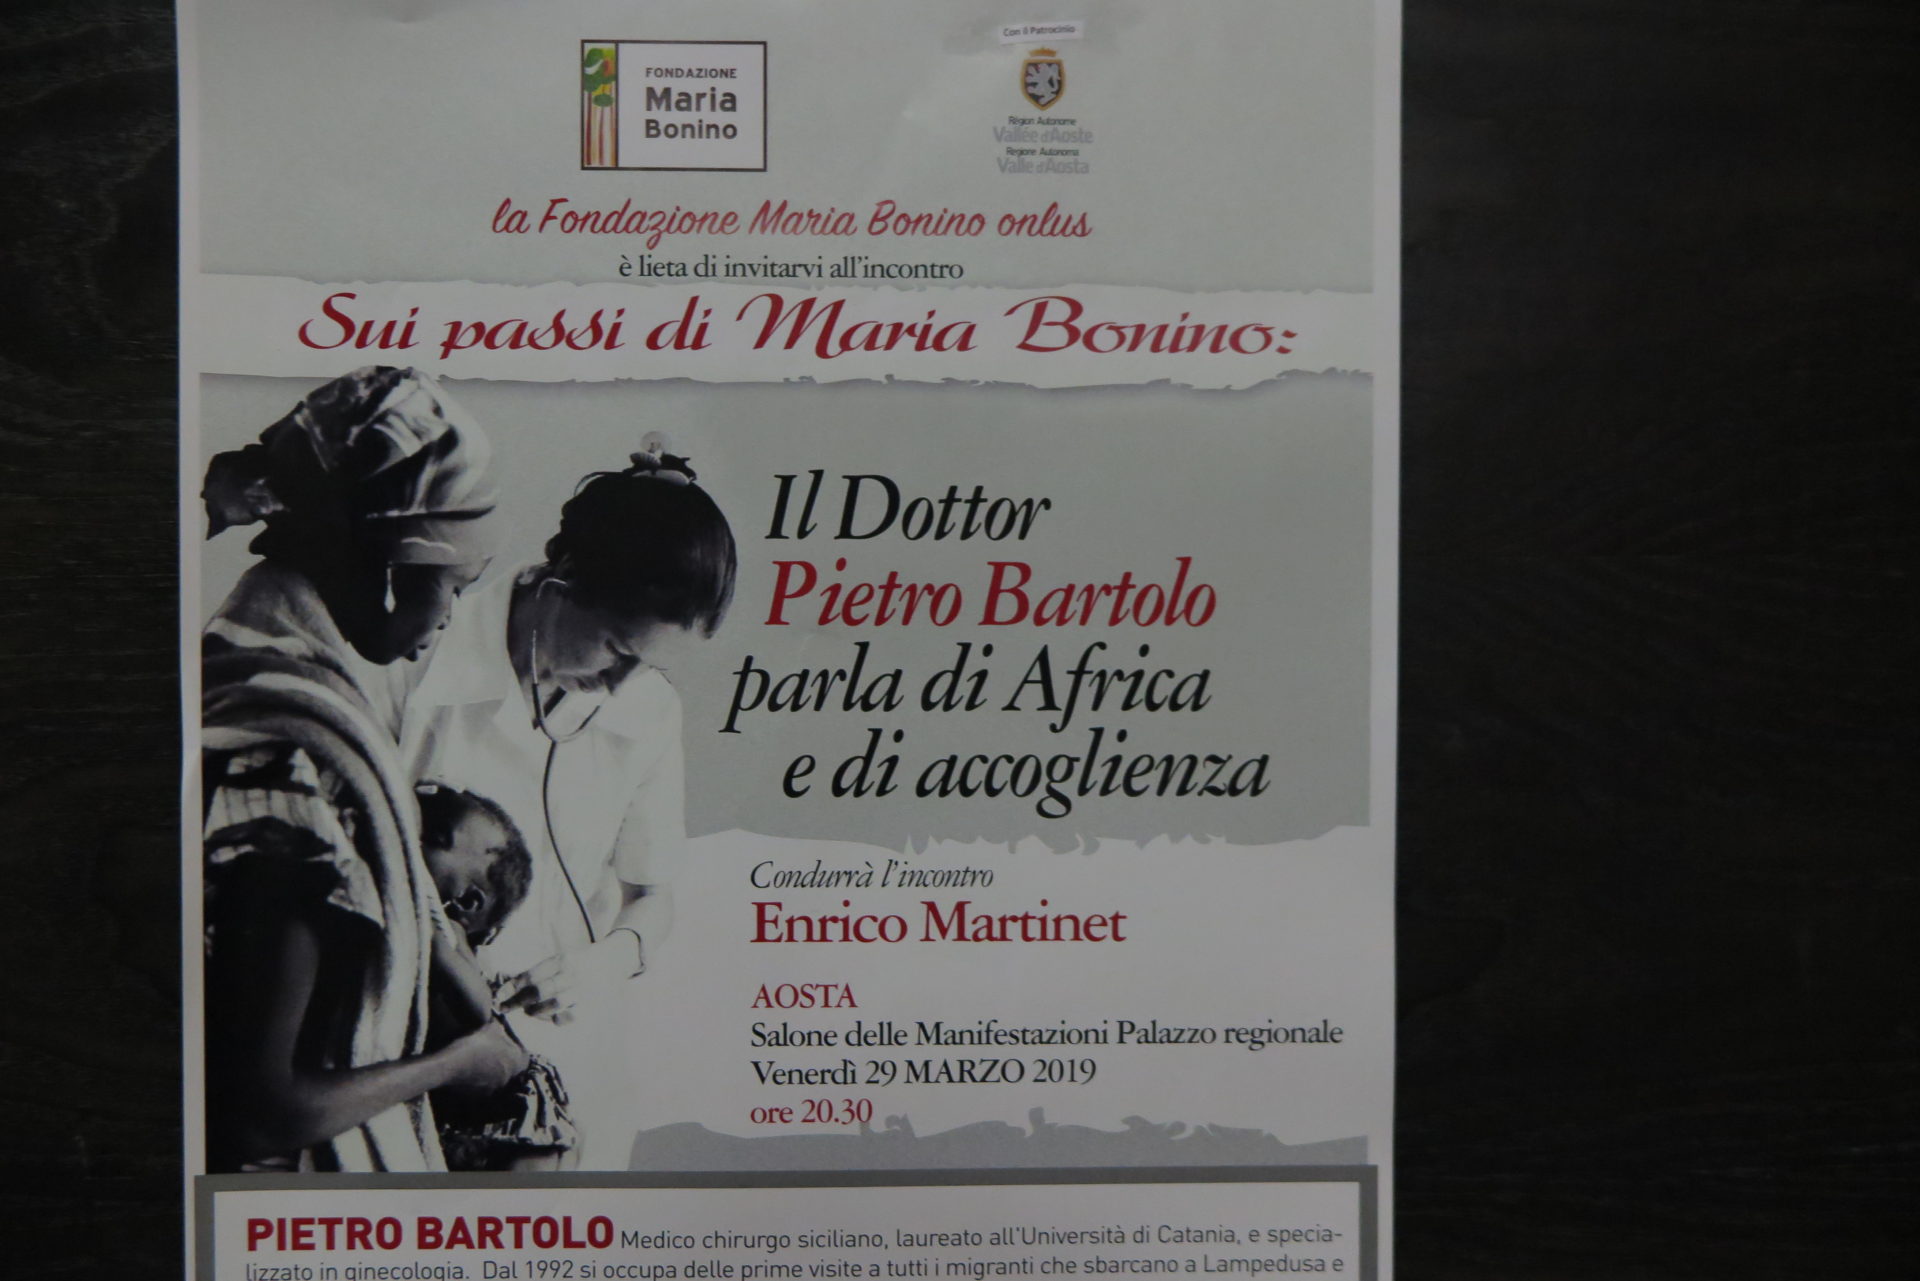 FONDAZIONE
Maria
Bonino
Con il Patrocinio
Région Autonome
Vallée d'Aoste
Regione Autonoma
Valle d'Aosta
la Fondazione Maria Bonino onlus
è lieta di invitarvi all'incontro
Sui passi di Maria Bonino:
Il Dottor
Pietro Bartolo
parla di Africa
e di accoglienza
Condurrà l'incontro
Enrico Martinet
AOSTA
Salone delle Manifestazioni Palazzo regionale
Venerdì 29 MARZO 2019
ore 20.30
PIETRO BARTOLO Medico chirurgo siciliano, laureato all'Università di Catania, e specia-
lizzato in ginecologia. Dal 1992 si occupa delle prime visite a tutti i migranti che sbarcano a Lampedusa e